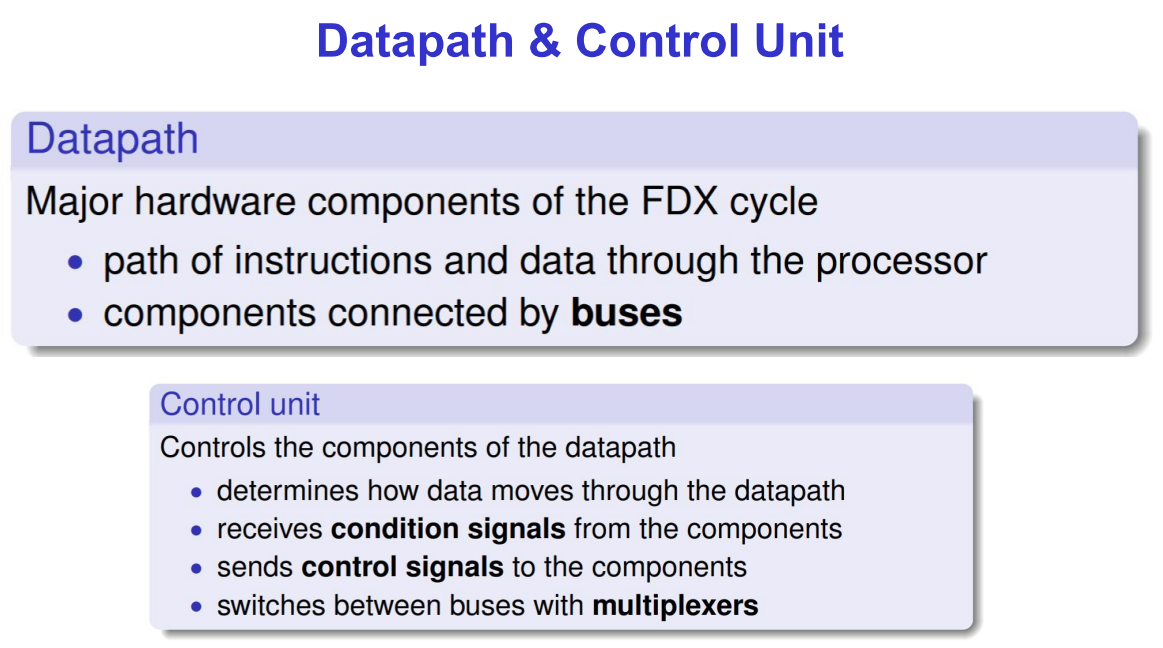 Datapath & Control Unit
Datapath
Major hardware components of the FDX cycle
• path of instructions and data through the processor
• components connected by buses
Control unit
Controls the components of the datapath
• determines how data moves through the datapath
• receives condition signals from the components
• sends control signals to the components
• switches between buses with multiplexers